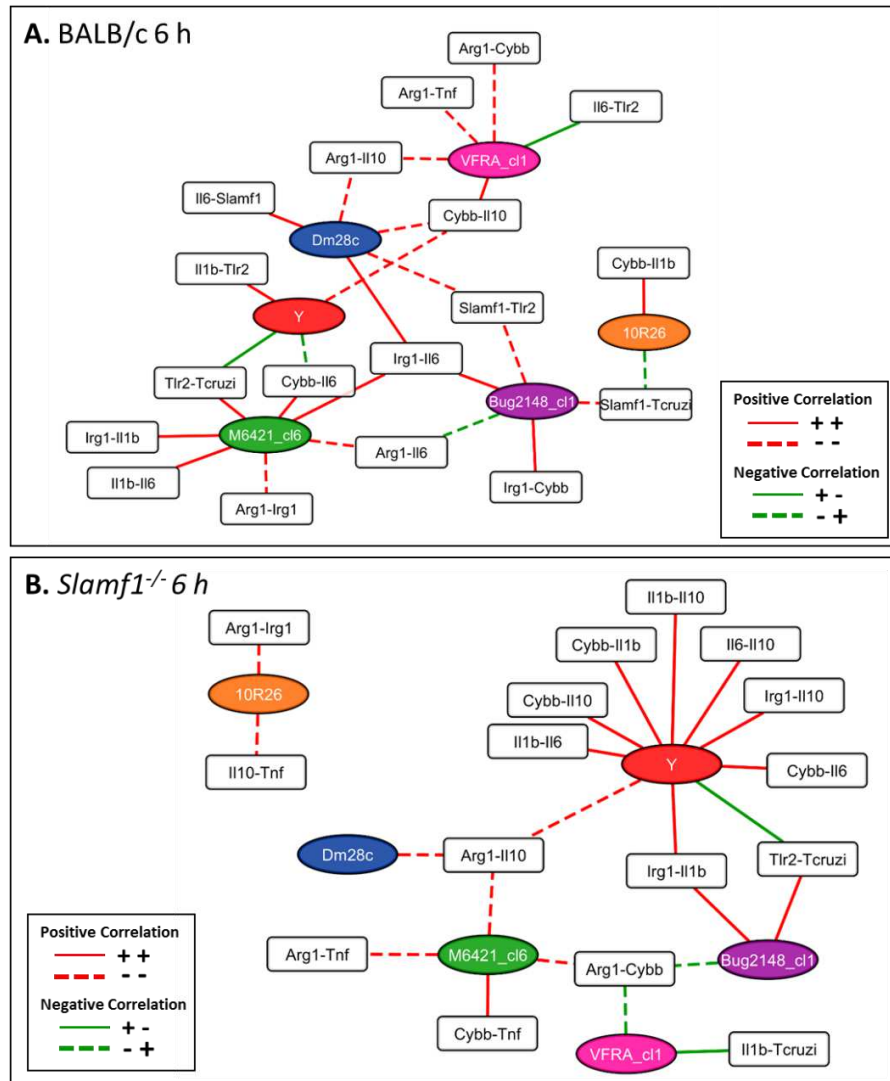 A. BALB/c 6 h
Arg1-Cybb
Arg1-Tnf
Il6-Tlr2
Arg1-Il10
VFRA_cl1
Il6-Slamf1
Cybb-Il10
Dm28c
Il1b-Tlr2
Cybb-Il1b
Slamf1-Tlr2
Y
10R26
Irg1-Il6
Tlr2-Tcruzi
Cybb-Il6
Bug2148_cl1
Slamf1-Tcruzi
Irg1-Il1b
M6421_cl6
Arg1-Il6
Il1b-Il6
Irg1-Cybb
Arg1-Irg1
Positive Correlation
+ +
- -
Negative Correlation
+ -
- +
B. Slamf1-/- 6 h
Il1b-Il10
Arg1-Irg1
Cybb-Il1b
Il6-Il10
10R26
Cybb-Il10
Irg1-Il10
Il1b-Il6
Il10-Tnf
Y
Cybb-Il6
Dm28c
Arg1-Il10
Irg1-Il1b
Tlr2-Tcruzi
Arg1-Tnf
M6421_cl6
Arg1-Cybb
Bug2148_cl1
Cybb-Tnf
VFRA_cl1
Il1b-Tcruzi
Positive Correlation
+ +
- -
Negative Correlation
+ -
- +